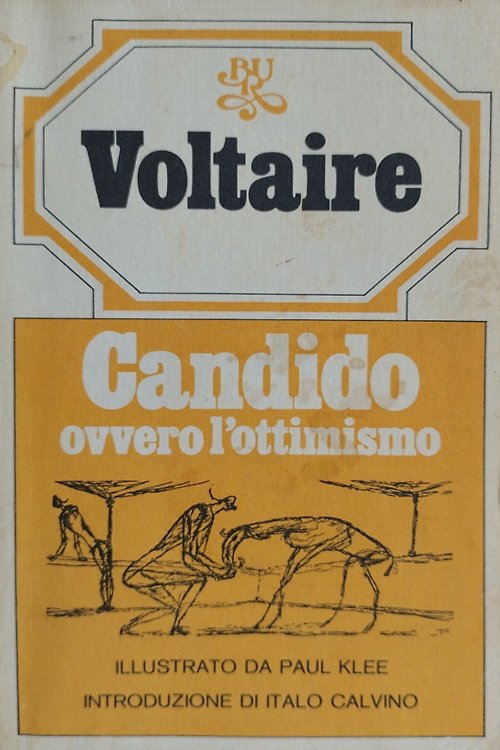 BUR
Voltaire
Candido
ovvero l'ottimismo
ILLUSTRATO DA PAUL KLEE
INTRODUZIONE DI ITALO CALVINO